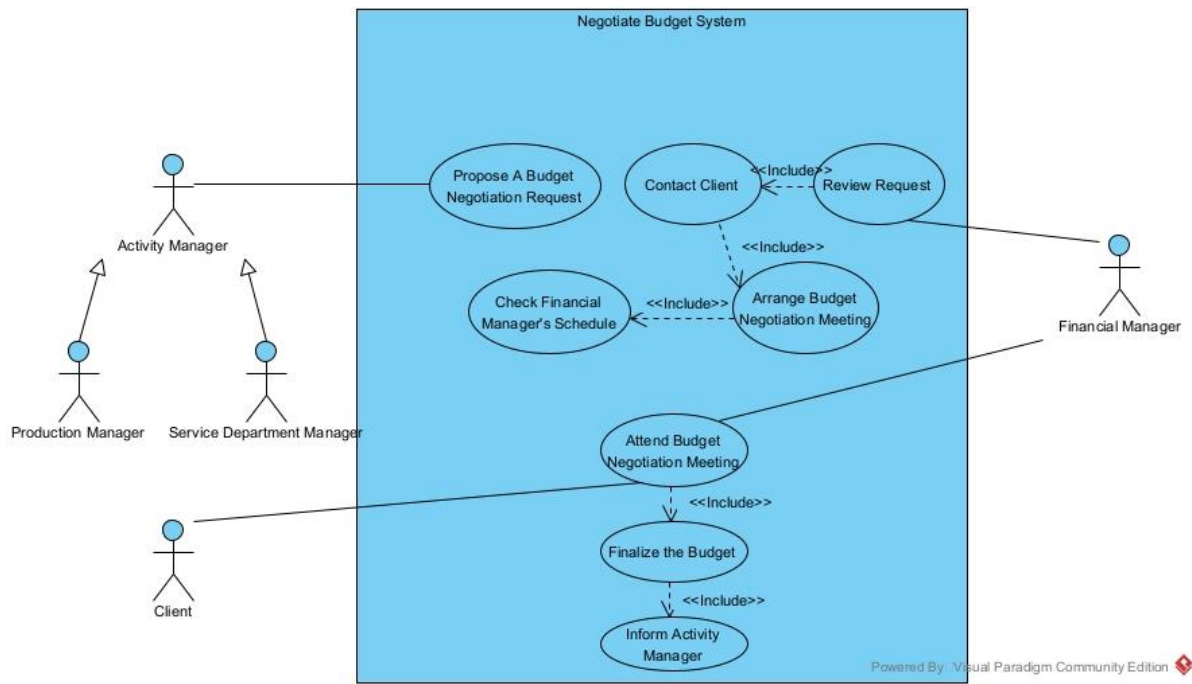 Negotiate Budget System
Propose A Budget
Negotiation Request
Contact Client
<<Include>>
Review Request
Activity Manager
<<Include>>
Check Financial
Manager's Schedule
<<Include>>
Arrange Budget
Negotiation Meeting
Financial Manager
Production Manager
Service Department Manager
Attend Budget
Negotiation Meeting
<<Include>>
Finalize the Budget
<<Include>>
Client
Inform Activity
Manager
Powered By Visual Paradigm Community Edition